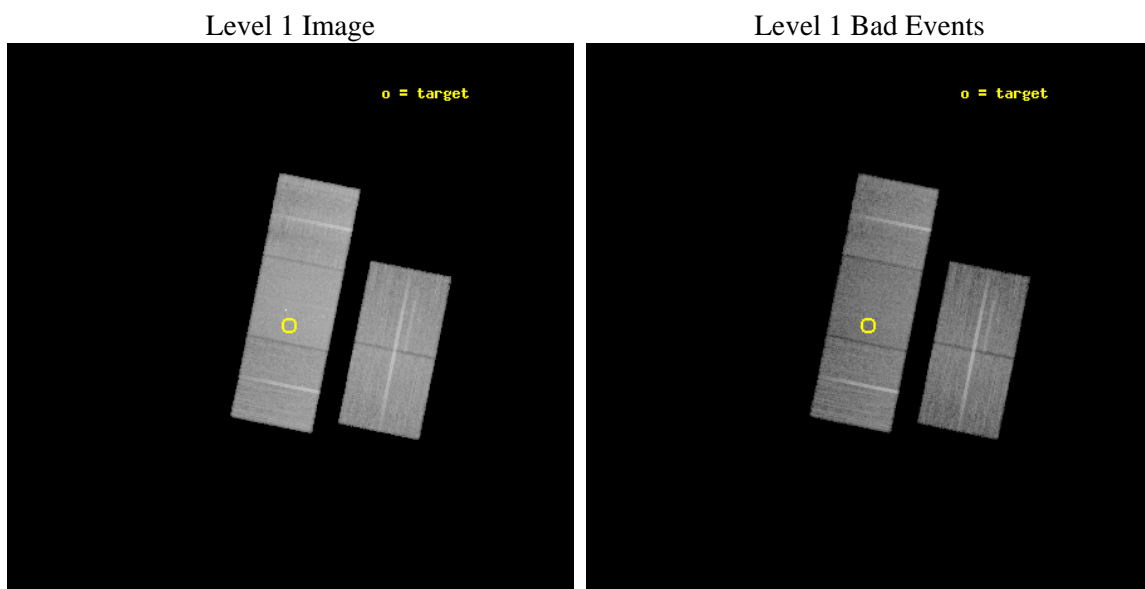 Level 1 Image
Level 1 Bad Events
o = target
o = target